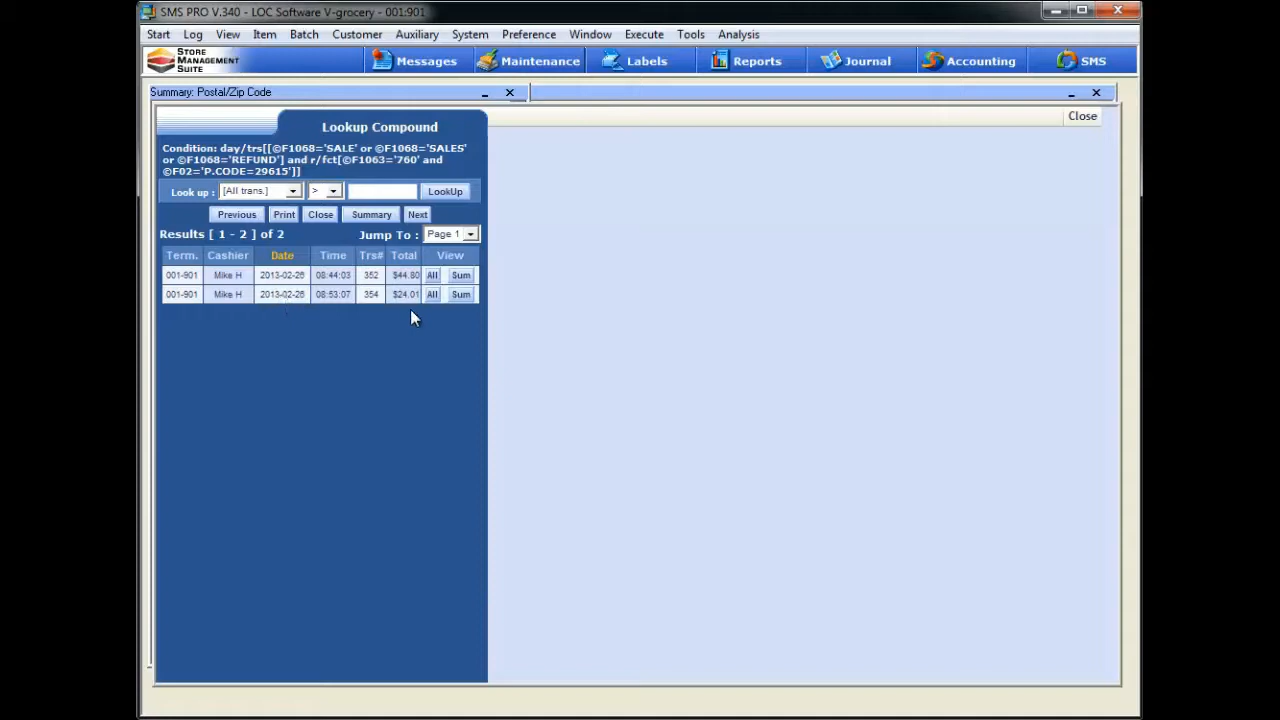 SMS PRO V.340 - LOC Software V-grocery - 001:901
Start Log View Item Batch Customer Auxiliary System Preference Window Execute Tools Analysis
STORE
MANAGEMENT
SUITE
Messages Maintenance Labels Reports Journal Accounting SMS
Summary: Postal/Zip Code
Close
Lookup Compound
Condition: day/trs[[©F1068='SALE' or ©F1068='SALES'
or ©F1068='REFUND'] and r/fct[©F1063='760' and
©F02='P.CODE=29615']]
Look up : [All trans.] > LookUp
Previous Print Close Summary Next
Results [ 1 - 2 ] of 2 Jump To : Page 1
Term. Cashier Date Time Trs# Total View
001-901 Mike H 2013-02-26 08:44:03 352 $44.80 All Sum
001-901 Mike H 2013-02-26 08:53:07 354 $24.01 All Sum